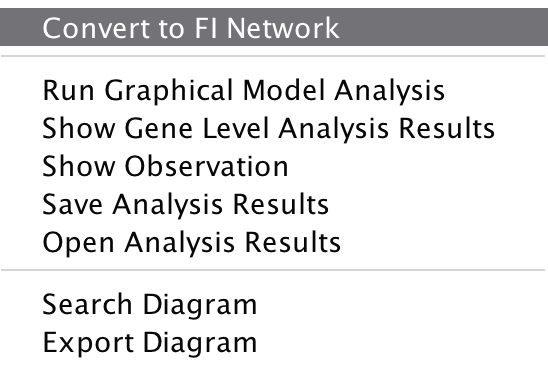 Convert to FI Network
Run Graphical Model Analysis
Show Gene Level Analysis Results
Show Observation
Save Analysis Results
Open Analysis Results
Search Diagram
Export Diagram